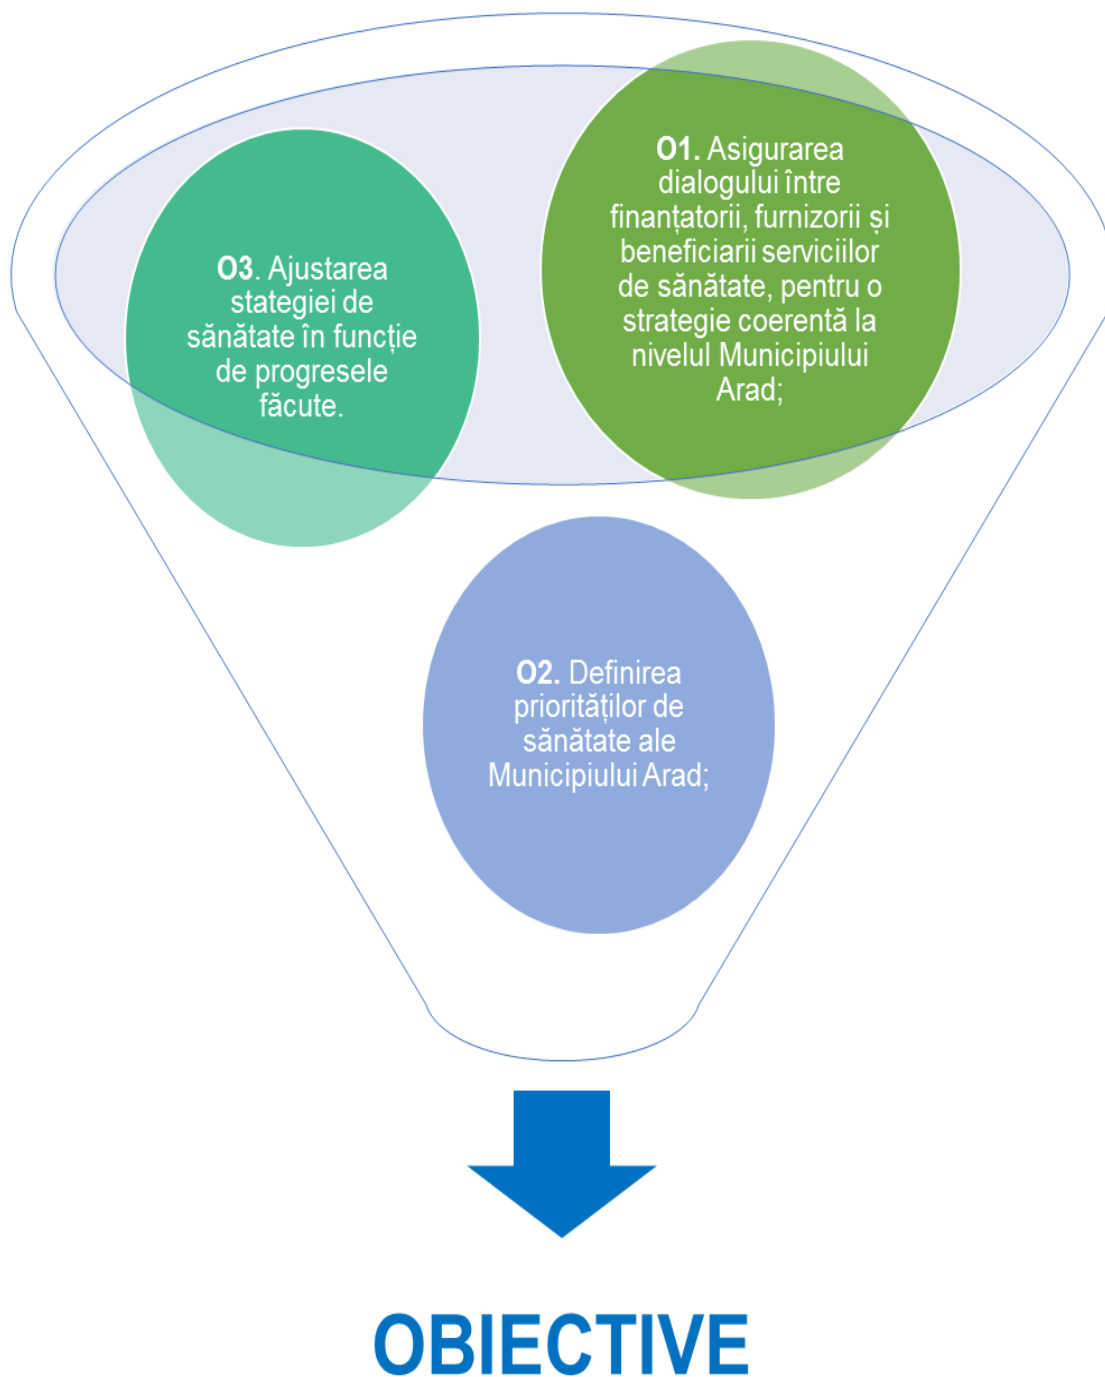 O1. Asigurarea
dialogului între
finanțatorii, furnizorii și
beneficiarii serviciilor
de sănătate, pentru o
strategie coerentă la
nivelul Municipiului
Arad;
O3. Ajustarea
stategiei de
sănătate în funcție
de progresele
făcute.
O2. Definirea
priorităților de
sănătate ale
Municipiului Arad;
OBIECTIVE